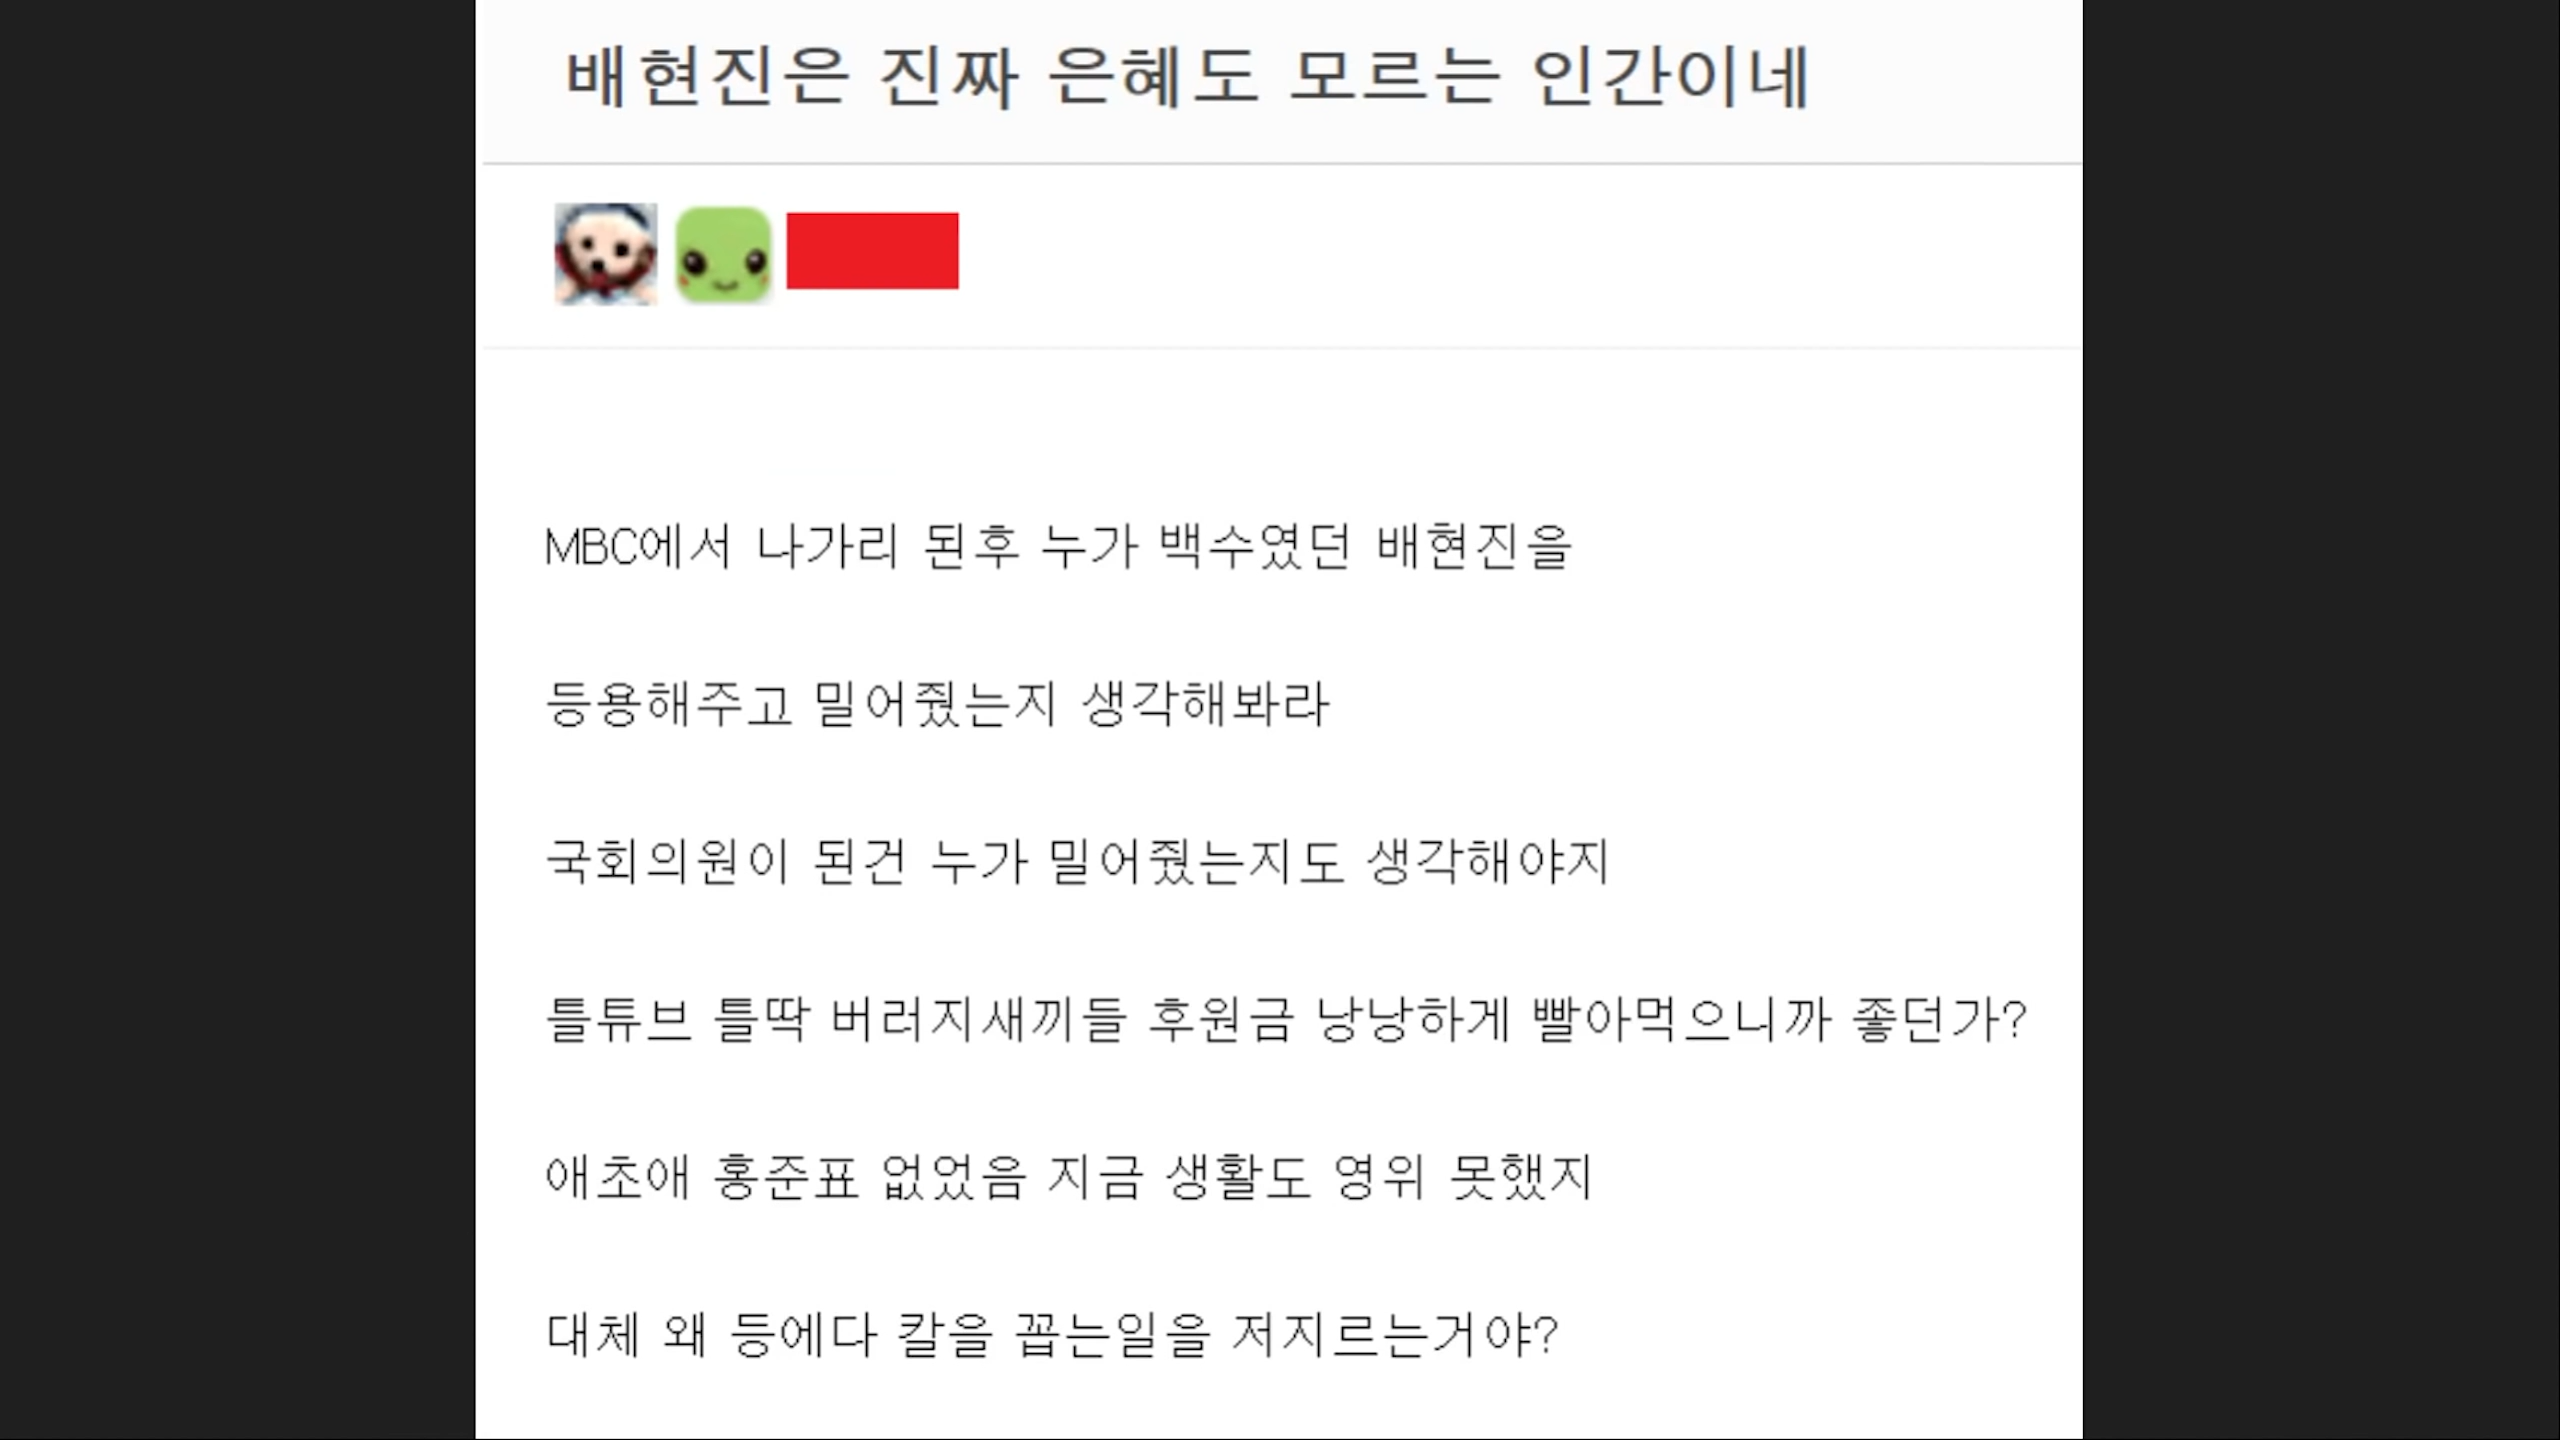 배현진은 진짜 은혜도 모르는 인간이네
MBC에서 나가리 된후 누가 백수였던 배현진을
등용해주고 밀어줬는지 생각해봐라
국회의원이 된건 누가 밀어줬는지도 생각해야지
틀튜브 틀딱 버러지새끼들 후원금 낭낭하게 빨아먹으니까 좋던가?
애초애 홍준표 없었음 지금 생활도 영위 못했지
대체 왜 등에다 칼을 꼽는일을 저지르는거야?